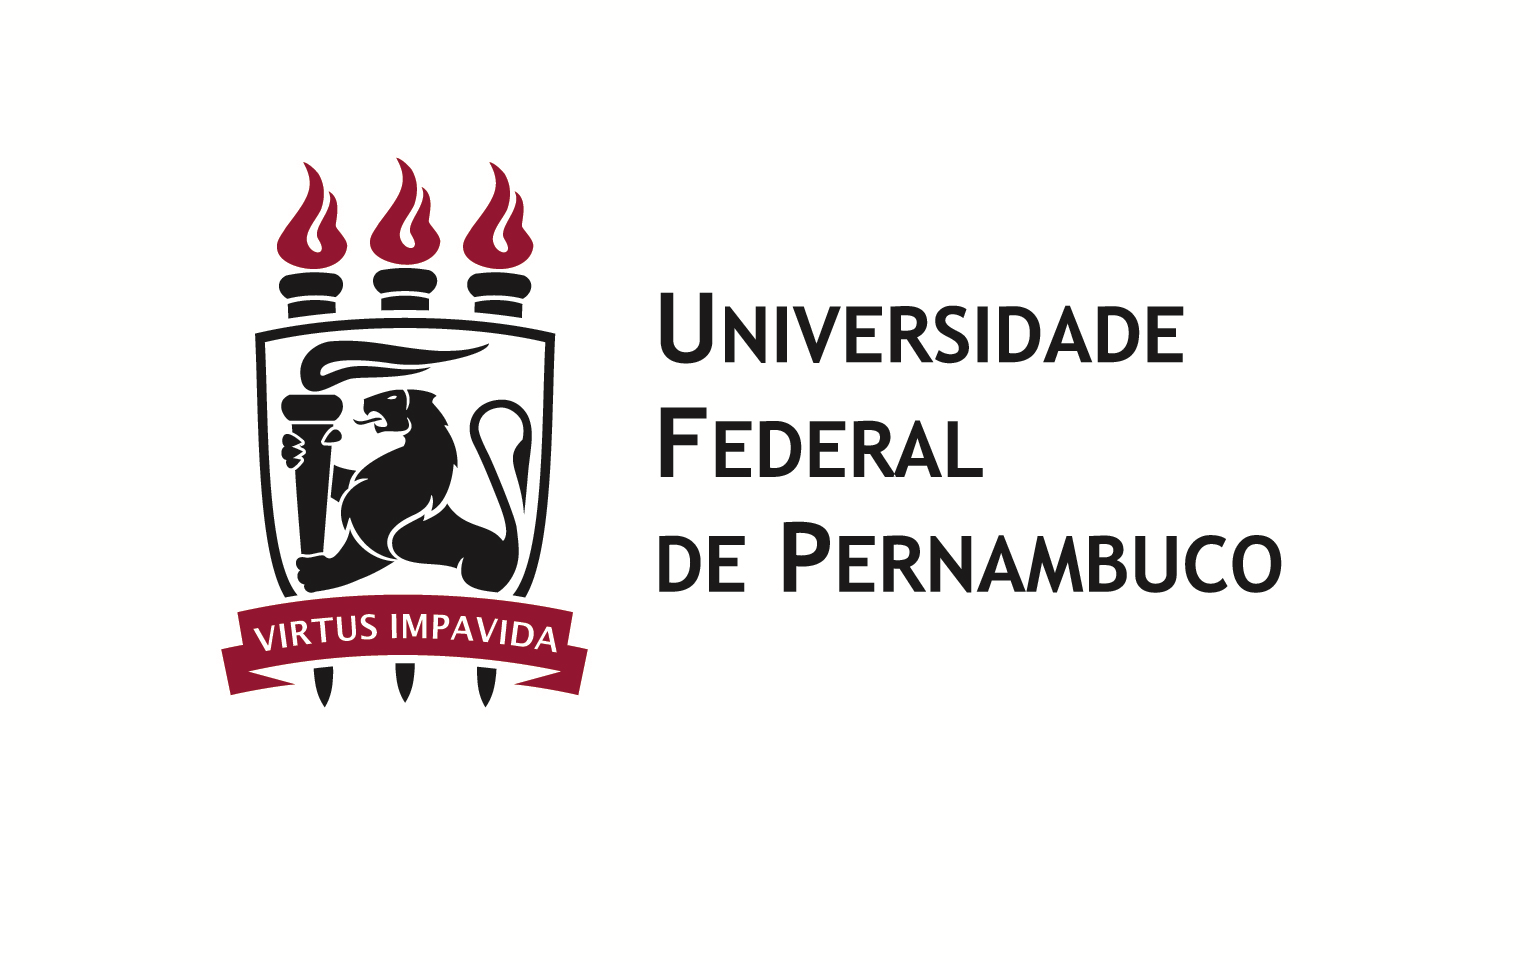 VIRTUS IMPAVIDA
UNIVERSIDADE
FEDERAL
DE PERNAMBUCO